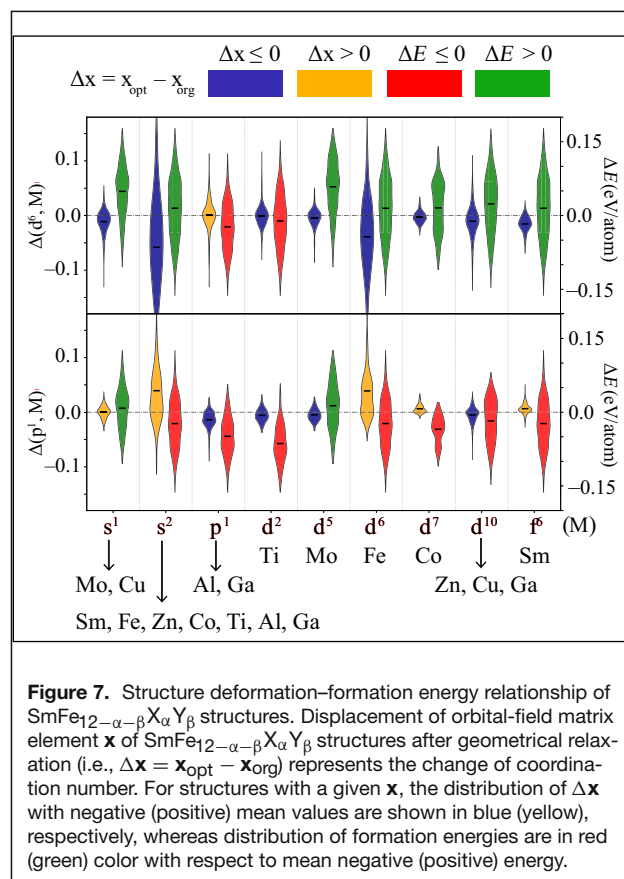 Δx ≤ 0 Δx > 0 ΔE ≤ 0 ΔE > 0
Δx = x_opt − x_org
0.1
0.0
−0.1
Δ(d⁶, M)
0.15
0.0
−0.15
ΔE (eV/atom)
0.1
0.0
−0.1
Δ(p¹, M)
0.15
0.0
−0.15
ΔE (eV/atom)
s¹ s² p¹ d² d⁵ d⁶ d⁷ d¹⁰ f⁶ (M)
Ti Mo Fe Co Sm
Mo, Cu Al, Ga Zn, Cu, Ga
Sm, Fe, Zn, Co, Ti, Al, Ga
Figure 7. Structure deformation–formation energy relationship of
SmFe₁₂₋α₋βXαYβ structures. Displacement of orbital-field matrix
element x of SmFe₁₂₋α₋βXαYβ structures after geometrical relax-
ation (i.e., Δx = x_opt − x_org) represents the change of coordina-
tion number. For structures with a given x, the distribution of Δx
with negative (positive) mean values are shown in blue (yellow),
respectively, whereas distribution of formation energies are in red
(green) color with respect to mean negative (positive) energy.